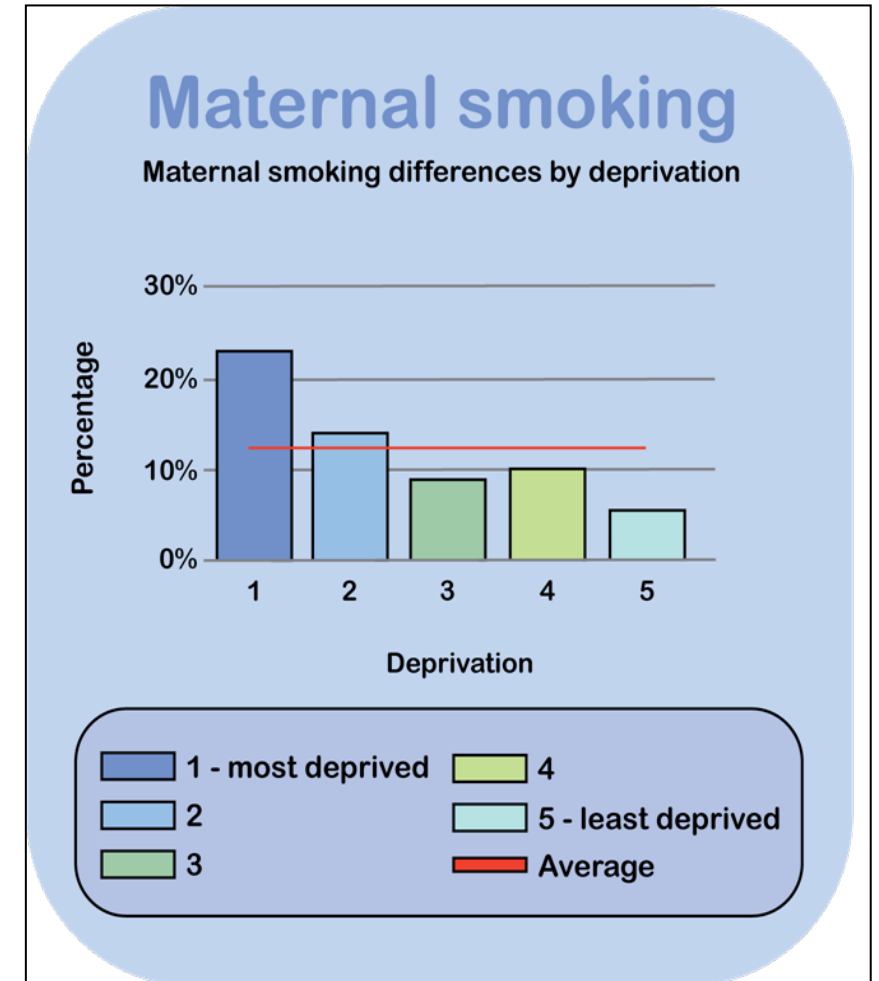 Maternal smoking
Maternal smoking differences by deprivation
30%
20%
10%
0%
Percentage
1 2 3 4 5
Deprivation
1 - most deprived
2
3
4
5 - least deprived
Average